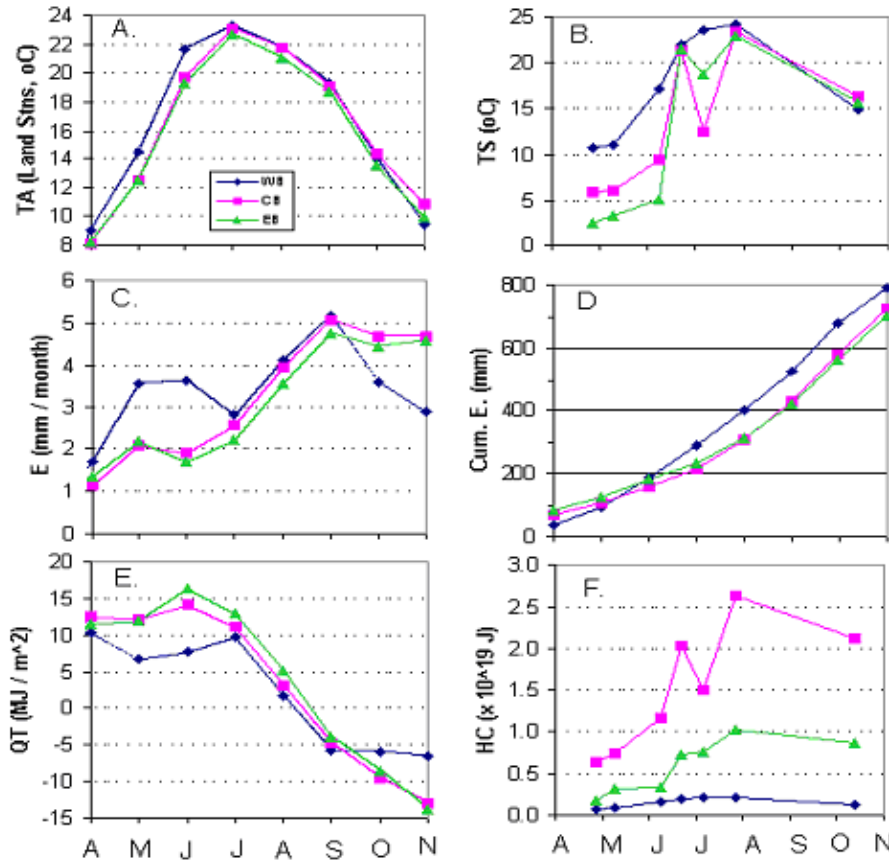 A.
TA (Land Stns, oC)
24
22
20
18
16
14
12
10
8
WB
CB
EB
B.
TS (oC)
25
20
15
10
5
0
C.
E (mm / month)
6
5
4
3
2
1
0
D
Cum. E. (mm)
800
600
400
200
0
E.
QT (MJ / m^2)
20
15
10
5
0
-5
-10
-15
A M J J A S O N
F.
HC (x 10^19 J)
3.0
2.5
2.0
1.5
1.0
0.5
0.0
A M J J A S O N